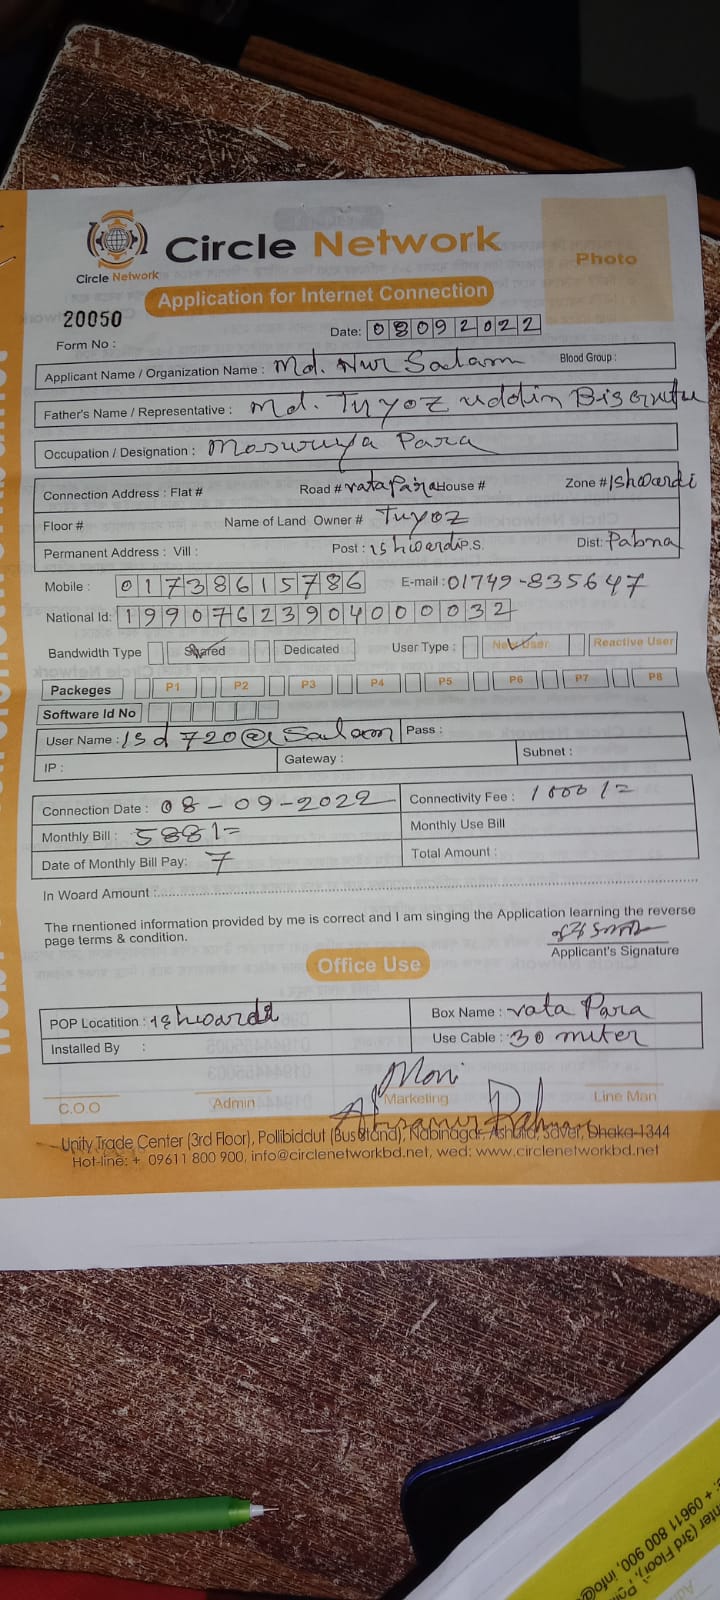 Circle Network
Circle Network
Photo
Application for Internet Connection
20050
Form No :
Date: 08092022
Applicant Name / Organization Name : Md. Nur Salam Blood Group :
Father's Name / Representative : Md. Tuyoz uddin
Occupation / Designation : Para
Connection Address : Flat # Road # vata Para House # Zone # Ishwardi
Floor # Name of Land Owner # Tuyoz
Permanent Address : Vill : Post : ishwardi P.S. Dist: Pabna
Mobile : 01738615786 E-mail : 01749-835647
National Id: 19907623904000032
Bandwidth Type Shared Dedicated User Type : New User Reactive User
Packeges P1 P2 P3 P4 P5 P6 P7 P8
Software Id No
User Name : isd720@Salam Pass :
IP : Gateway : Subnet :
Connection Date : 08-09-2022 Connectivity Fee : 1000/=
Monthly Bill : 588/= Monthly Use Bill
Date of Monthly Bill Pay: 7 Total Amount :
In Woard Amount :
The mentioned information provided by me is correct and I am singing the Application learning the reverse
page terms & condition.
Applicant's Signature
Office Use
POP Locatition : ishwardi Box Name : vata Para
Installed By : Use Cable : 30 miter
Moni
C.O.O Admin Marketing Line Man
Unity Trade Center (3rd Floor), Pollibiddut (Bus Stand), Nabinagar, Ashulia, Saver, Dhaka-1344
Hot-line: + 09611 800 900, info@circlenetworkbd.net, wed: www.circlenetworkbd.net